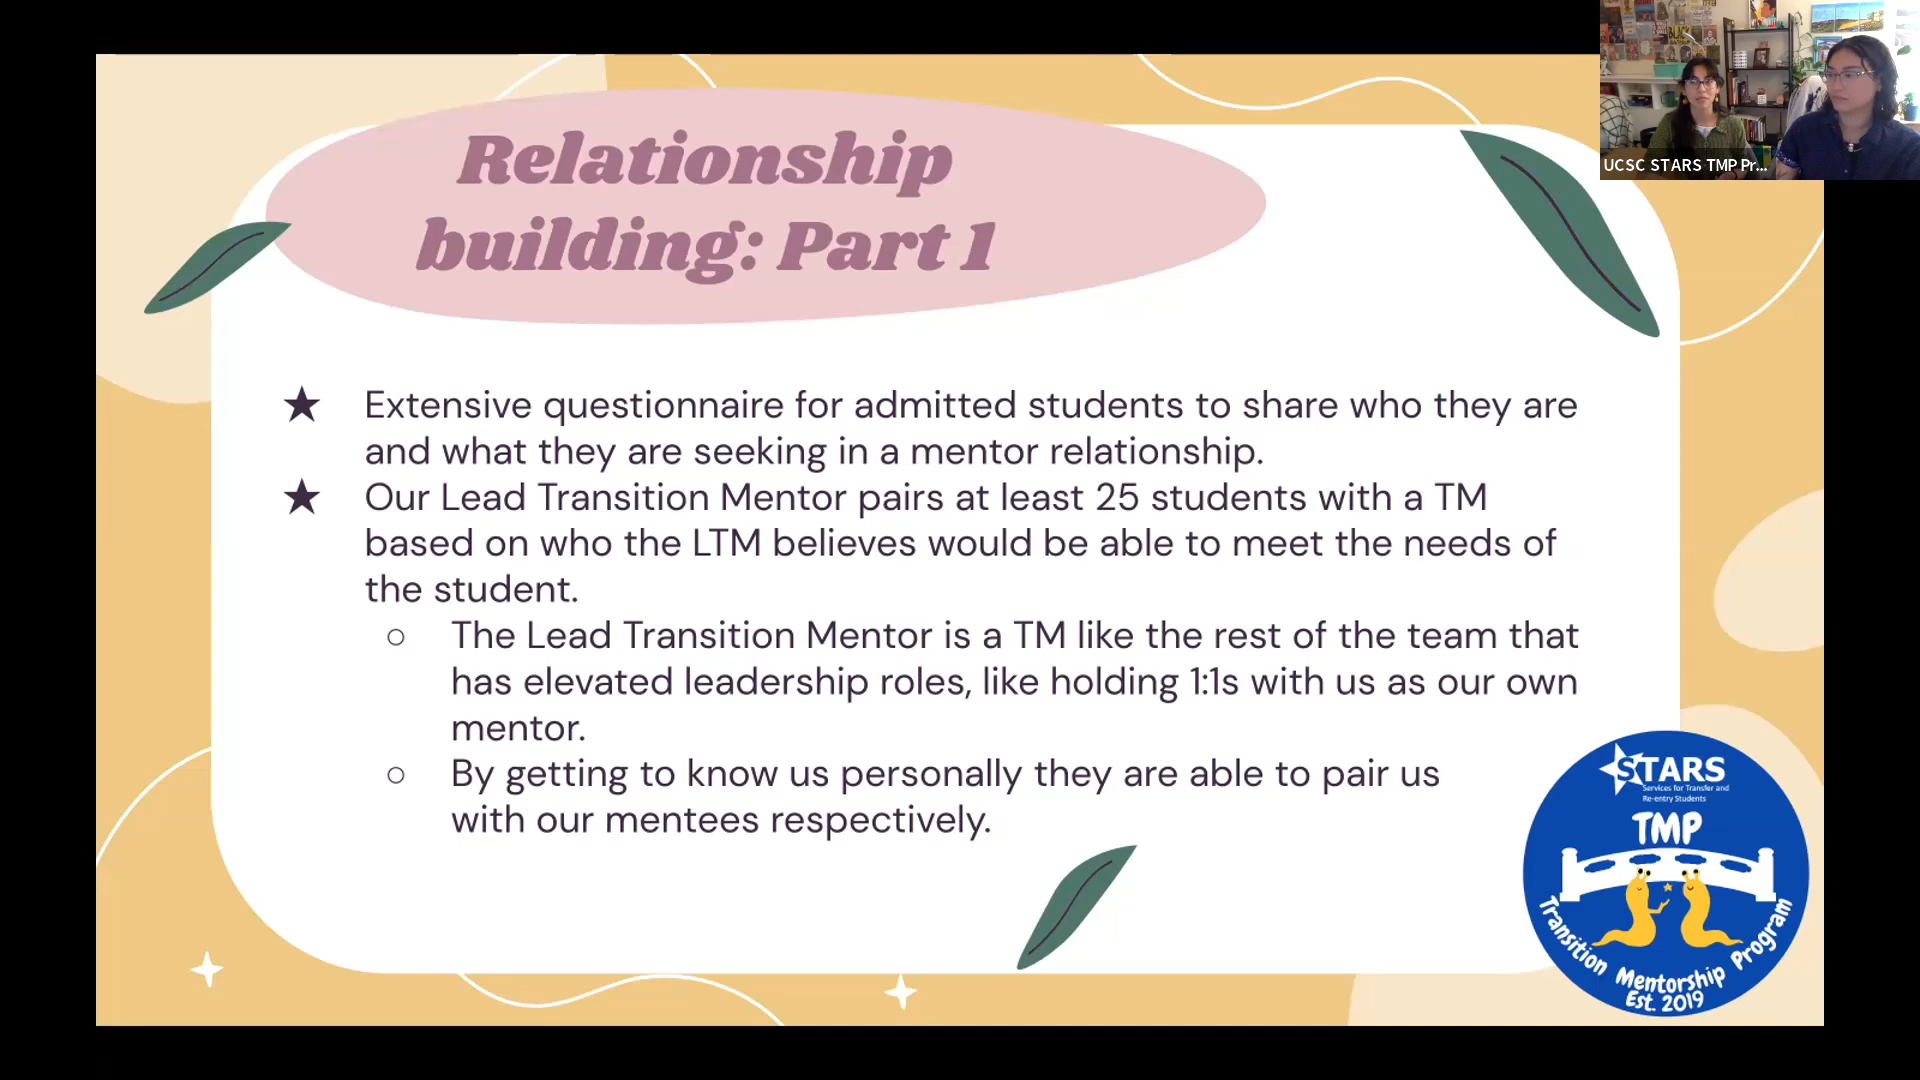 UCSC STARS TMP Pr...
Relationship
building: Part 1
★ Extensive questionnaire for admitted students to share who they are
and what they are seeking in a mentor relationship.
★ Our Lead Transition Mentor pairs at least 25 students with a TM
based on who the LTM believes would be able to meet the needs of
the student.
○ The Lead Transition Mentor is a TM like the rest of the team that
has elevated leadership roles, like holding 1:1s with us as our own
mentor.
○ By getting to know us personally they are able to pair us
with our mentees respectively.
STARS
Services for Transfer and
Re-entry Students
TMP
Transition Mentorship Program
Est. 2019